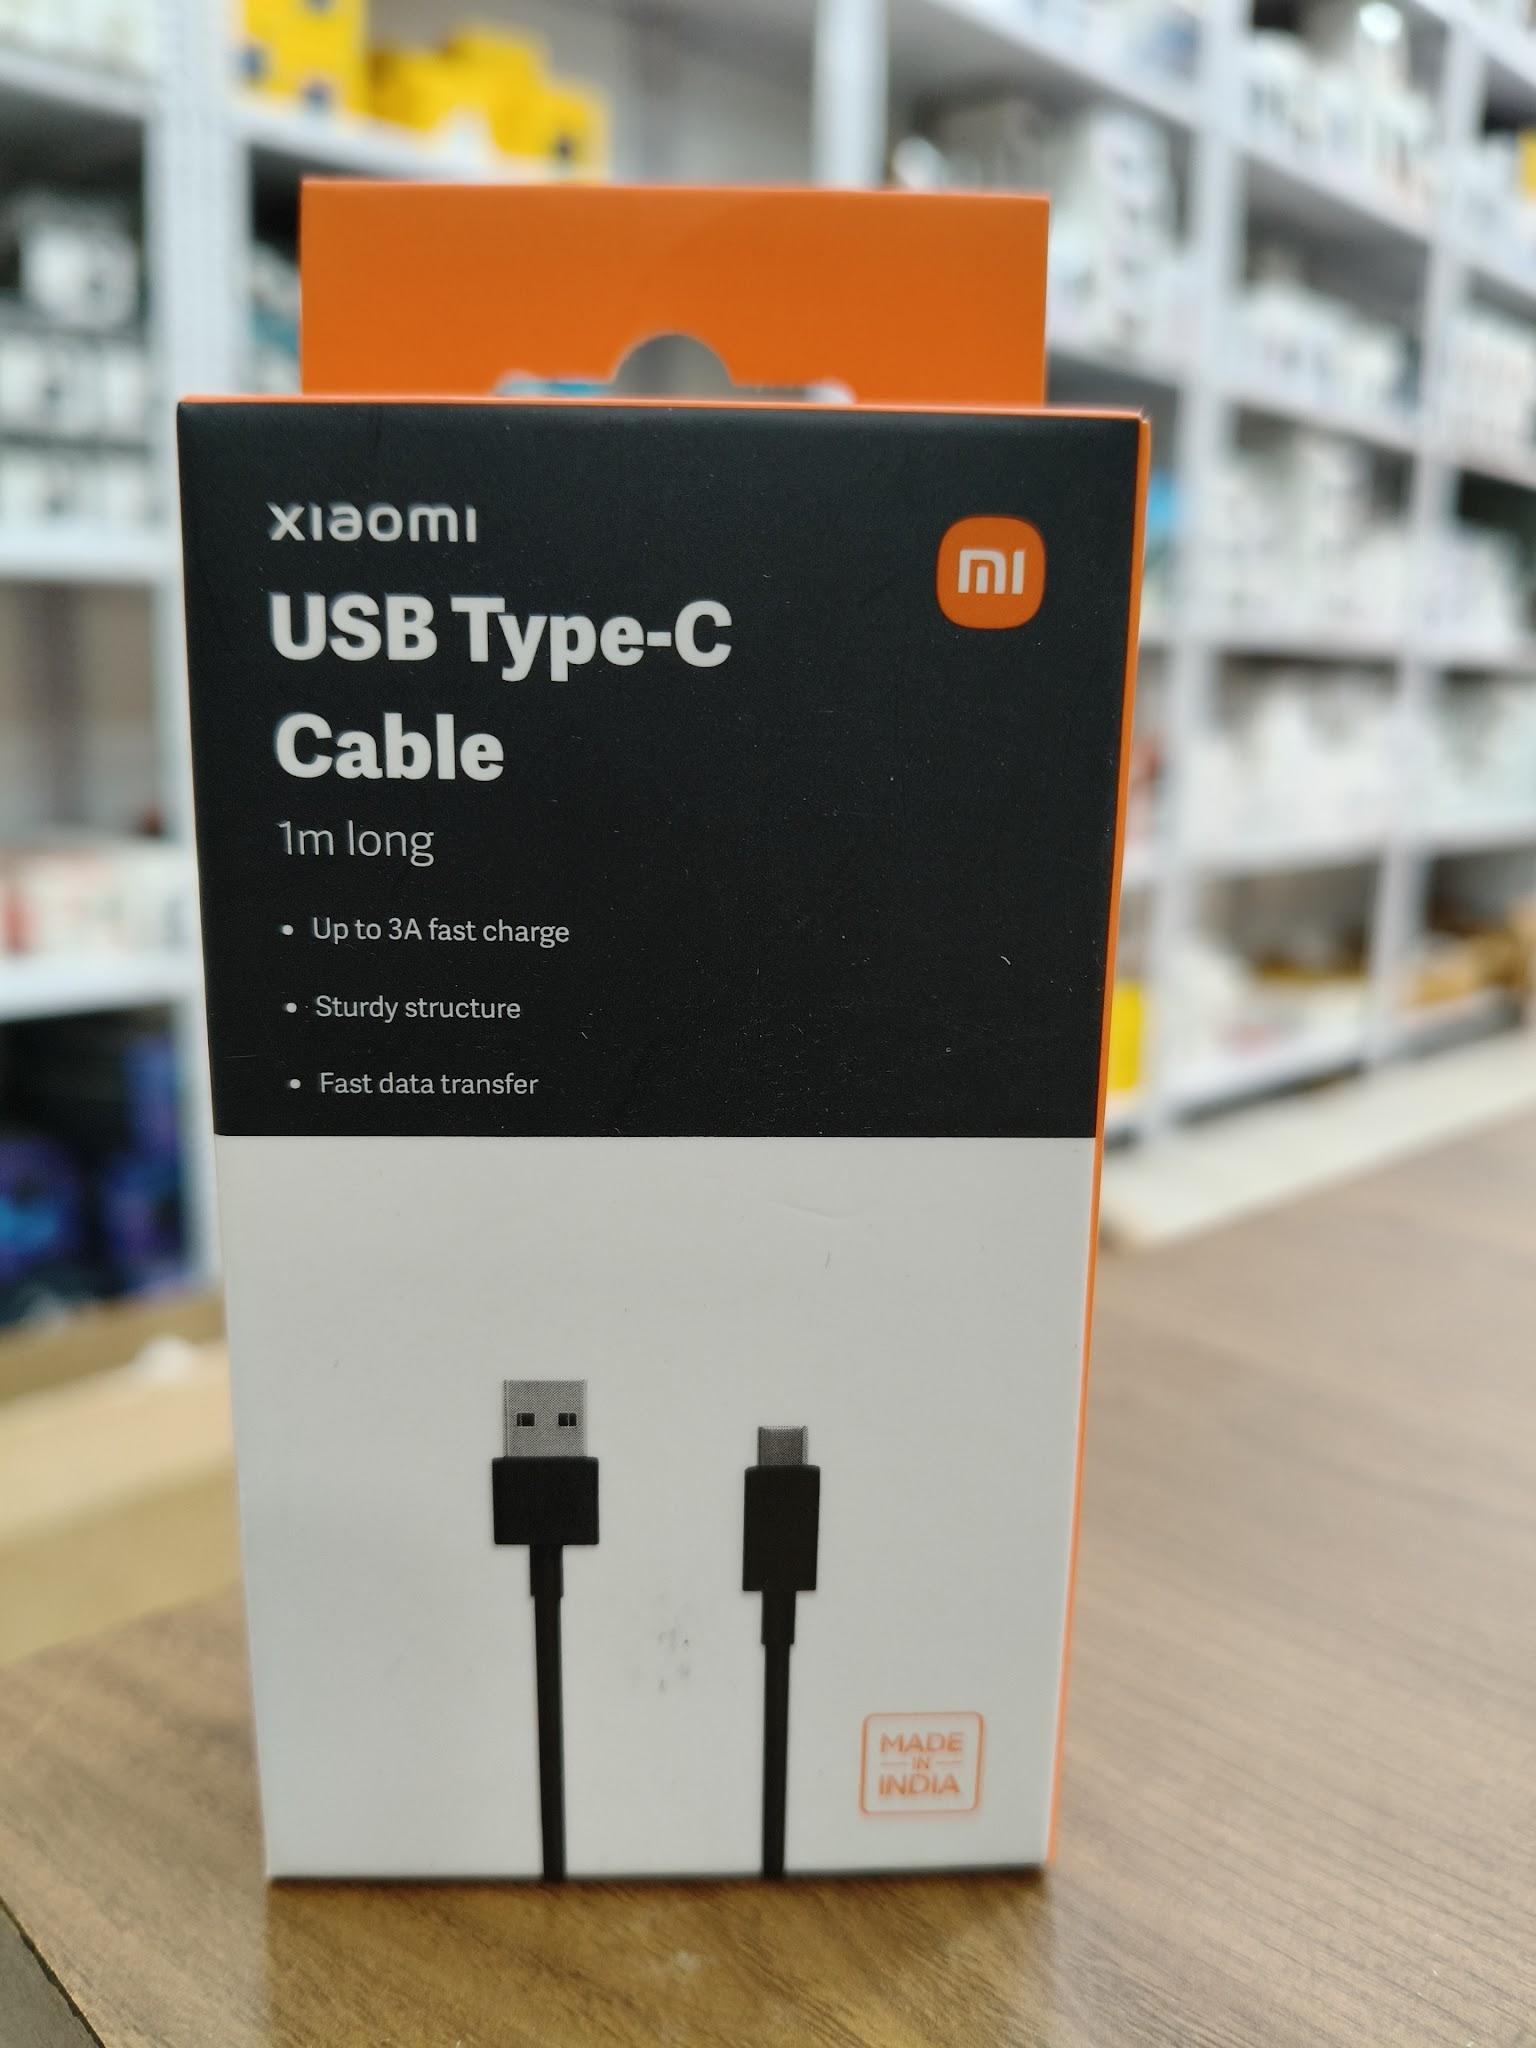 xiaomi
mi
USB Type-C
Cable
1m long
• Up to 3A fast charge
• Sturdy structure
• Fast data transfer
MADE
IN
INDIA